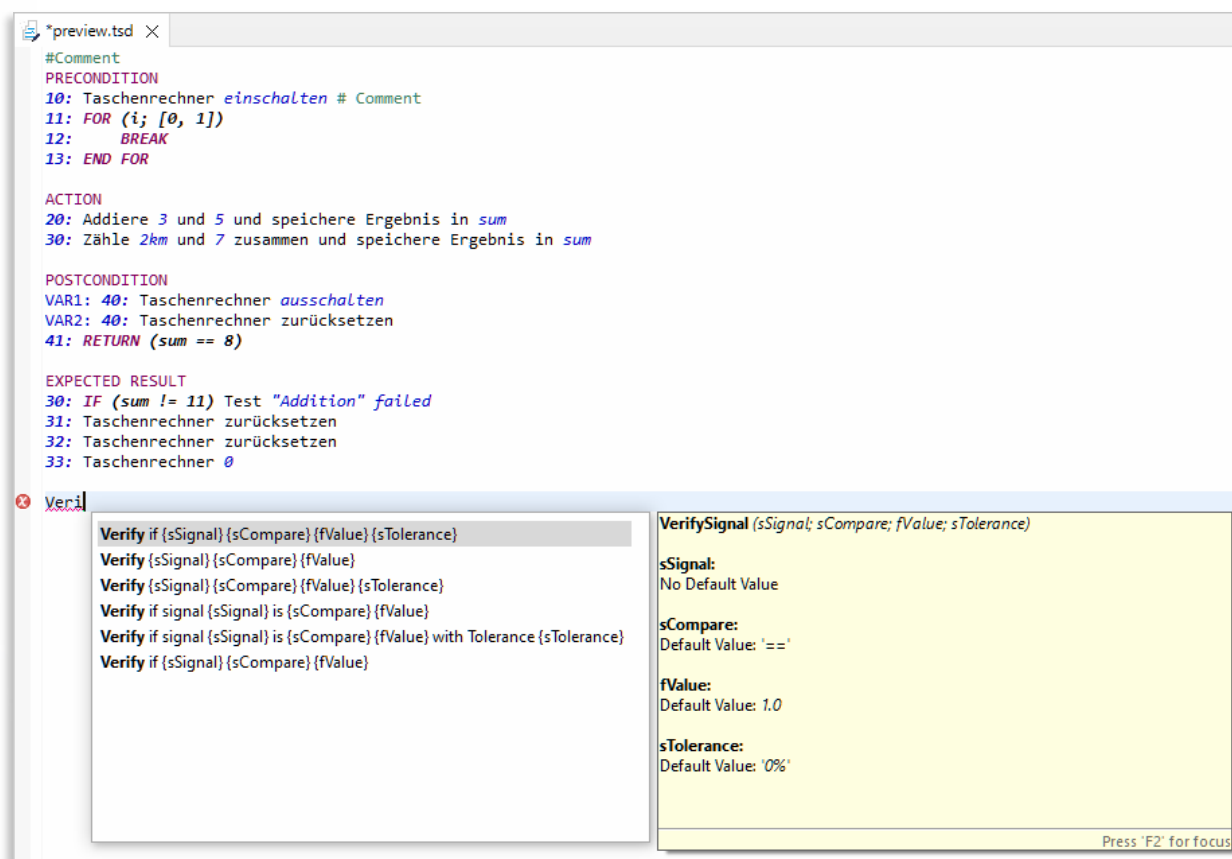 *preview.tsd
#Comment
PRECONDITION
10: Taschenrechner einschalten # Comment
11: FOR (i; [0, 1])
12: BREAK
13: END FOR
ACTION
20: Addiere 3 und 5 und speichere Ergebnis in sum
30: Zähle 2km und 7 zusammen und speichere Ergebnis in sum
POSTCONDITION
VAR1: 40: Taschenrechner ausschalten
VAR2: 40: Taschenrechner zurücksetzen
41: RETURN (sum == 8)
EXPECTED RESULT
30: IF (sum != 11) Test "Addition" failed
31: Taschenrechner zurücksetzen
32: Taschenrechner zurücksetzen
33: Taschenrechner 0
Veri
Verify if {sSignal} {sCompare} {fValue} {sTolerance}
Verify {sSignal} {sCompare} {fValue}
Verify {sSignal} {sCompare} {fValue} {sTolerance}
Verify if signal {sSignal} is {sCompare} {fValue}
Verify if signal {sSignal} is {sCompare} {fValue} with Tolerance {sTolerance}
Verify if {sSignal} {sCompare} {fValue}
VerifySignal (sSignal; sCompare; fValue; sTolerance)
sSignal:
No Default Value
sCompare:
Default Value: '=='
fValue:
Default Value: 1.0
sTolerance:
Default Value: '0%'
Press 'F2' for focus